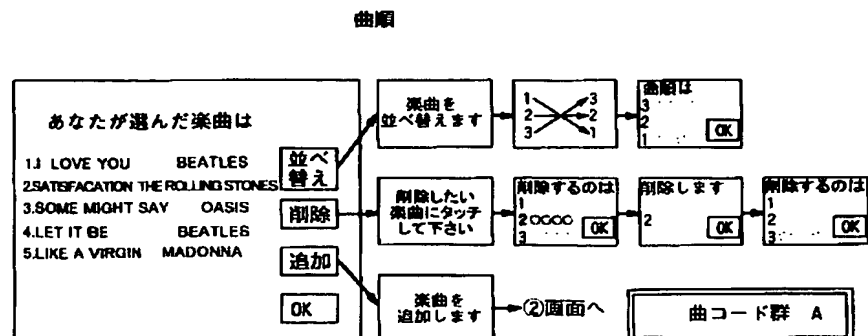 曲順
あなたが選んだ楽曲は
1.I LOVE YOU BEATLES
2.SATISFACATION THE ROLLING STONES
3.SOME MIGHT SAY OASIS
4.LET IT BE BEATLES
5.LIKE A VIRGIN MADONNA
並べ
替え
削除
追加
OK
楽曲を
並べ替えます
1 3
2 2
3 1
曲順は
3
2
1
OK
削除したい
楽曲にタッチ
して下さい
削除するのは
1
2○○○○
3
OK
削除します
2
OK
削除するのは
1
2
3
OK
楽曲を
追加します
②画面へ
曲コード群 A